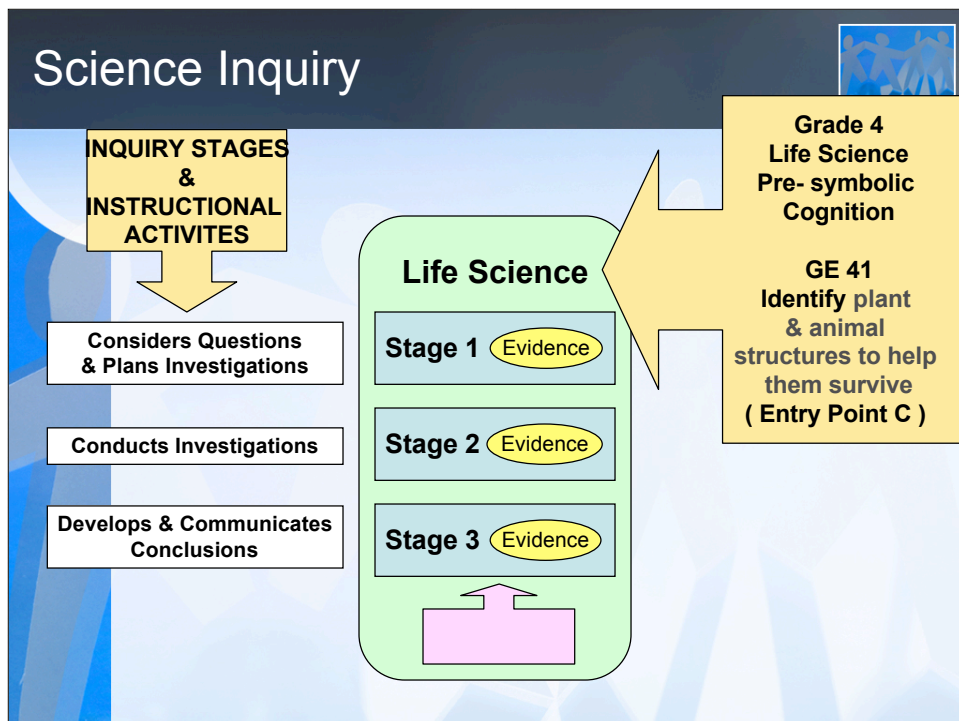 Science Inquiry
INQUIRY STAGES
&
INSTRUCTIONAL
ACTIVITES
Considers Questions
& Plans Investigations
Conducts Investigations
Develops & Communicates
Conclusions
Life Science
Stage 1 Evidence
Stage 2 Evidence
Stage 3 Evidence
Grade 4
Life Science
Pre- symbolic
Cognition
GE 41
Identify plant
& animal
structures to help
them survive
( Entry Point C )